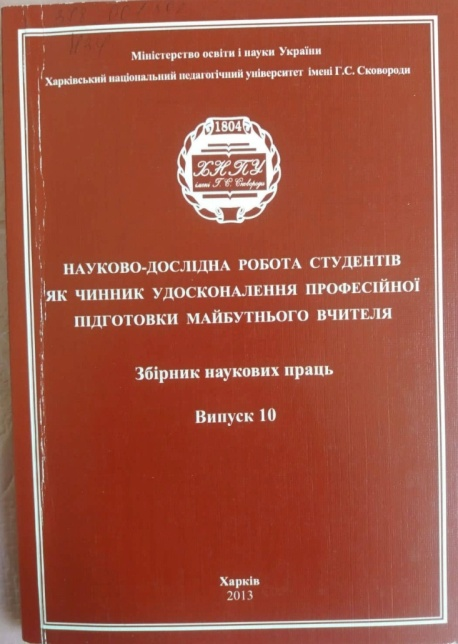 Міністерство освіти і науки України
Харківський національний педагогічний університет імені Г.С. Сковороди
1804
ХНПУ
імені Г. С. Сковороди
НАУКОВО-ДОСЛІДНА РОБОТА СТУДЕНТІВ
ЯК ЧИННИК УДОСКОНАЛЕННЯ ПРОФЕСІЙНОЇ
ПІДГОТОВКИ МАЙБУТНЬОГО ВЧИТЕЛЯ
Збірник наукових праць
Випуск 10
Харків
2013